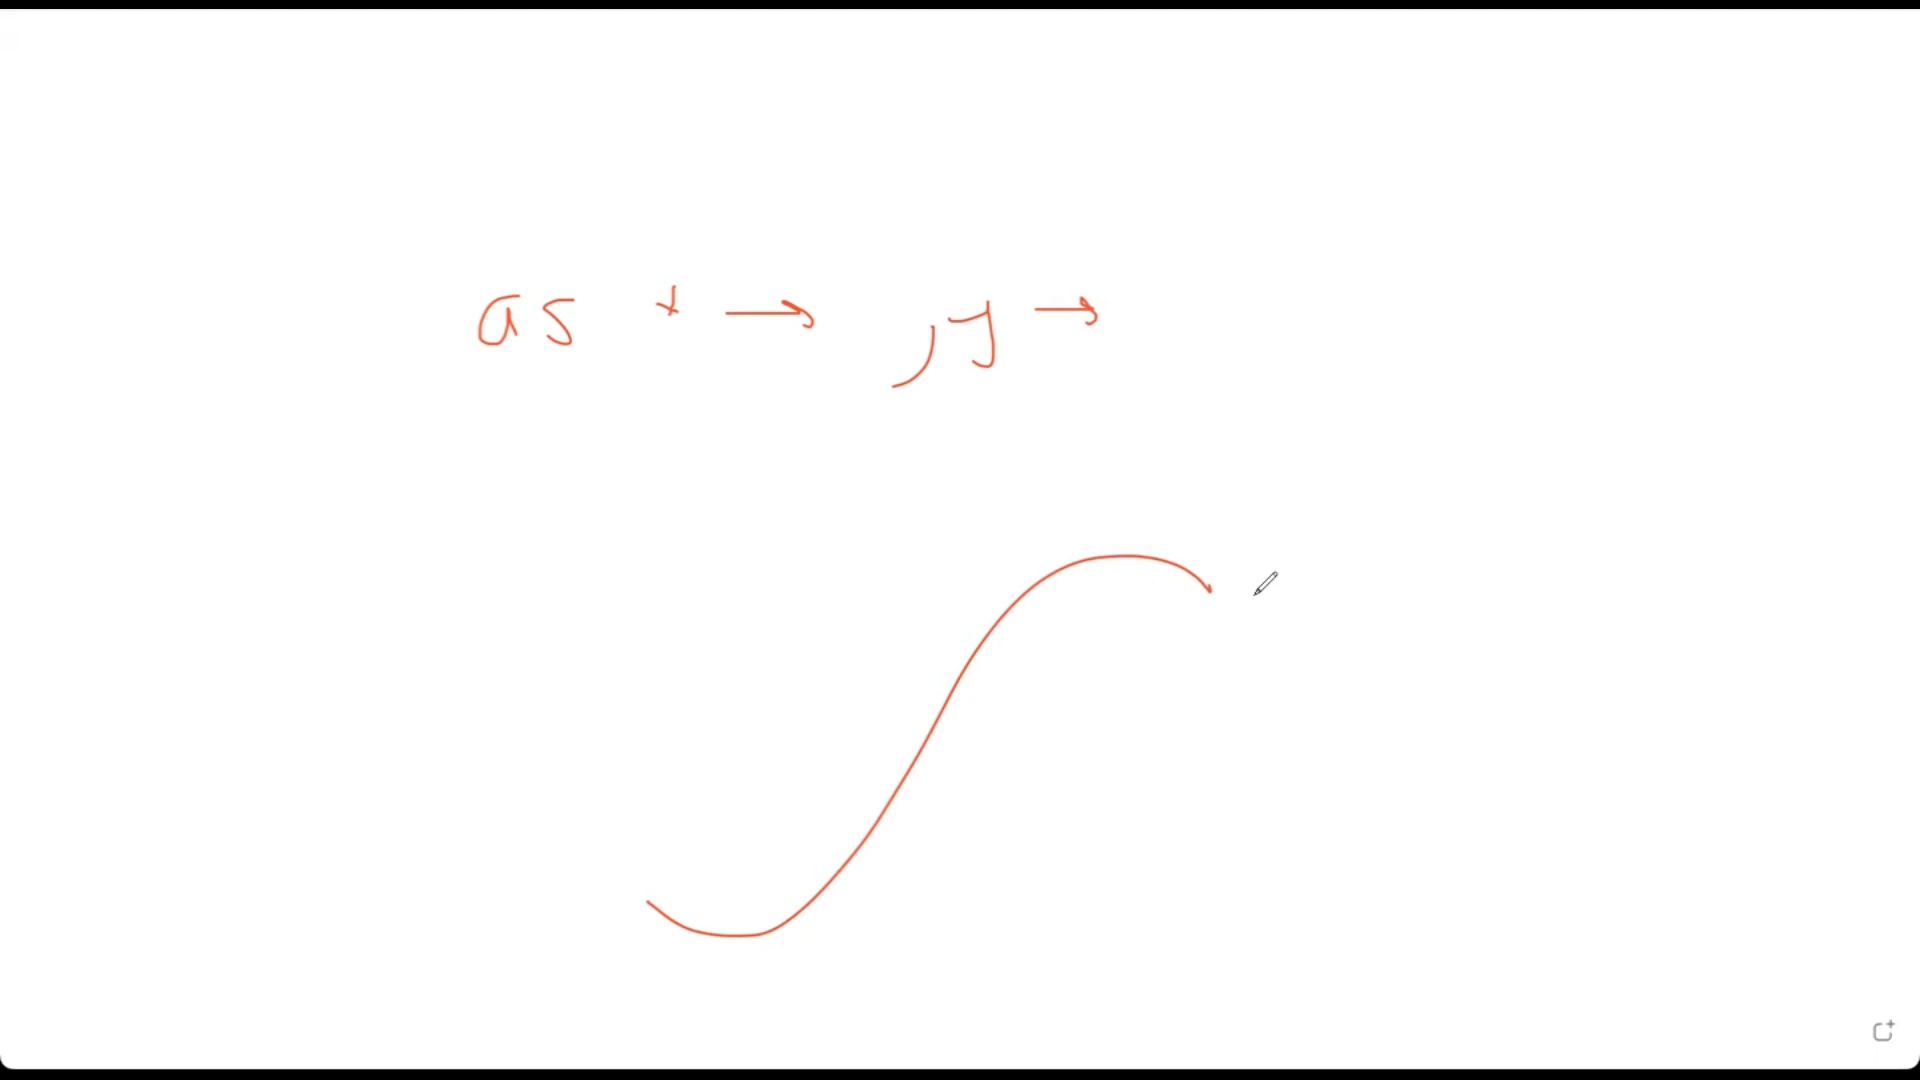 as x → , y →